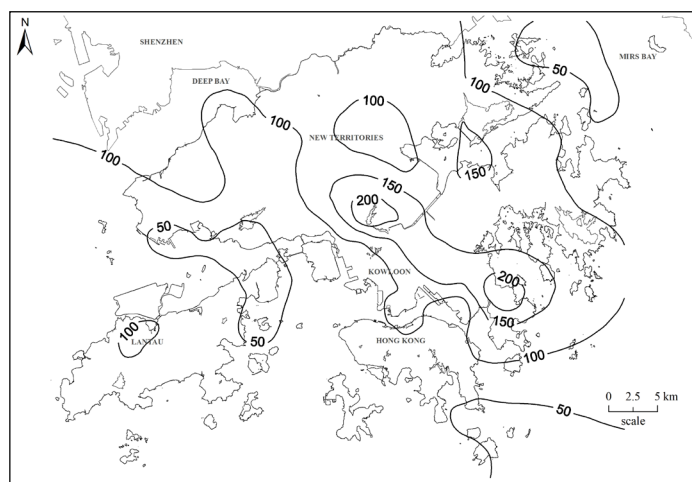 N
SHENZHEN
MIRS BAY
50
DEEP BAY
100
100
100
NEW TERRITORIES
100
150
150
200
50
KOWLOON
200
150
100
LANTAU
50
HONG KONG
100
50
0 2.5 5 km
scale